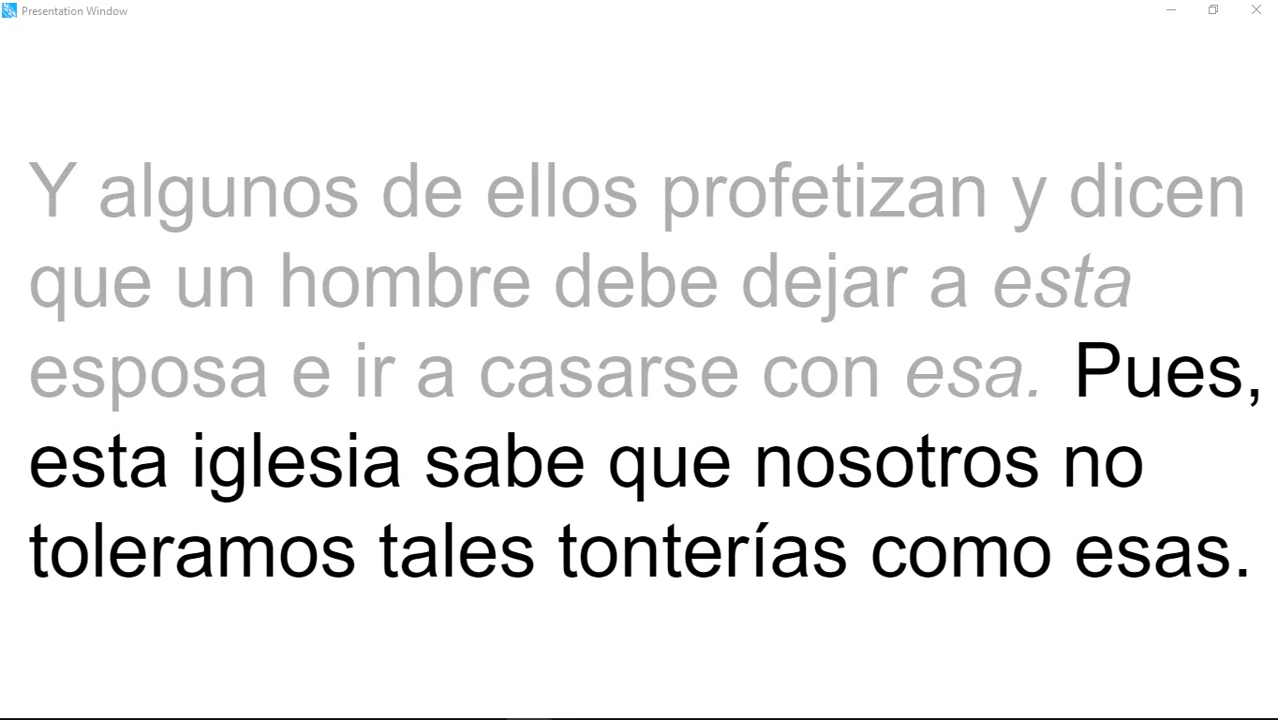 Presentation Window
Y algunos de ellos profetizan y dicen
que un hombre debe dejar a esta
esposa e ir a casarse con esa. Pues,
esta iglesia sabe que nosotros no
toleramos tales tonterías como esas.